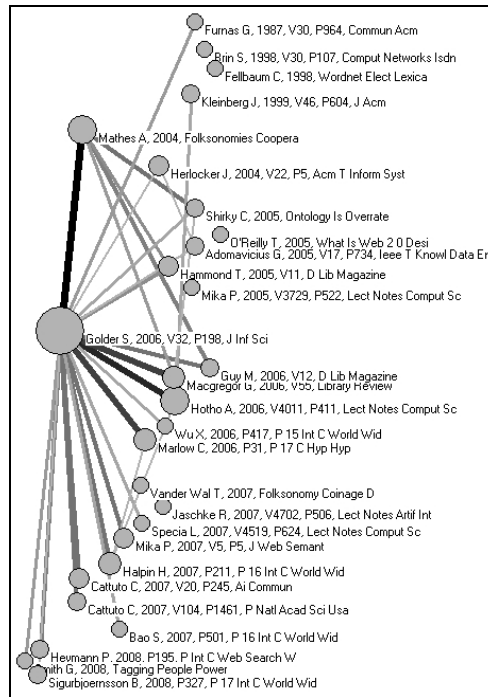 Furnas G, 1987, V30, P964, Commun Acm
Brin S, 1998, V30, P107, Comput Networks Isdn
Fellbaum C, 1998, Wordnet Elect Lexica
Kleinberg J, 1999, V46, P604, J Acm
Mathes A, 2004, Folksonomies Coopera
Herlocker J, 2004, V22, P5, Acm T Inform Syst
Shirky C, 2005, Ontology Is Overrate
O'Reilly T, 2005, What Is Web 2 0 Desi
Adomavicius G, 2005, V17, P734, Ieee T Knowl Data En
Hammond T, 2005, V11, D Lib Magazine
Mika P, 2005, V3729, P522, Lect Notes Comput Sc
Golder S, 2006, V32, P198, J Inf Sci
Guy M, 2006, V12, D Lib Magazine
Macgregor G, 2006, V55, Library Review
Hotho A, 2006, V4011, P411, Lect Notes Comput Sc
Wu X, 2006, P417, P 15 Int C World Wid
Marlow C, 2006, P31, P 17 C Hyp Hyp
Vander Wal T, 2007, Folksonomy Coinage D
Jaschke R, 2007, V4702, P506, Lect Notes Artif Int
Specia L, 2007, V4519, P624, Lect Notes Comput Sc
Mika P, 2007, V5, P5, J Web Semant
Halpin H, 2007, P211, P 16 Int C World Wid
Cattuto C, 2007, V20, P245, Ai Commun
Cattuto C, 2007, V104, P1461, P Natl Acad Sci Usa
Bao S, 2007, P501, P 16 Int C World Wid
Heymann P, 2008, P195, P Int C Web Search W
Smith G, 2008, Tagging People Power
Sigurbjoernsson B, 2008, P327, P 17 Int C World Wid